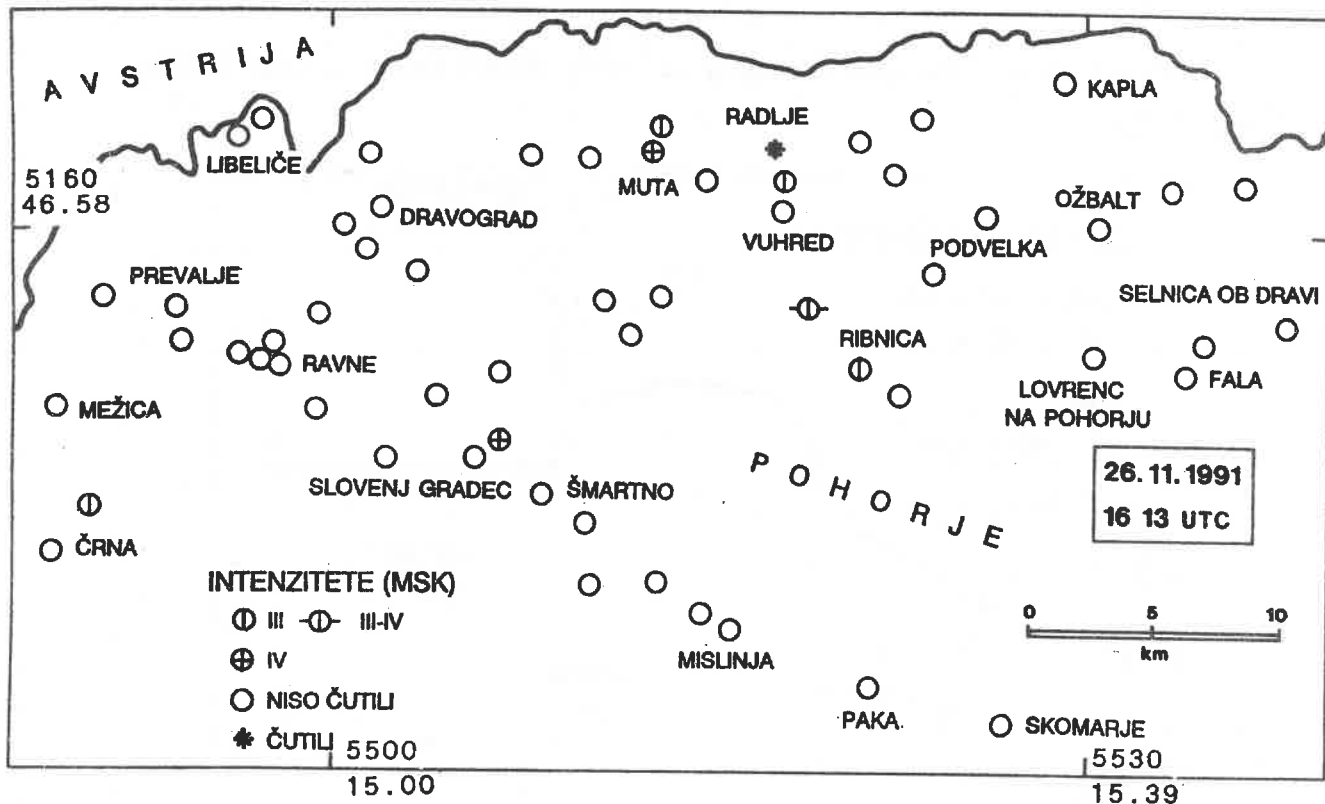 AVSTRIJA
KAPLA
RADLJE
LIBELIČE
5160
46.58
MUTA
OŽBALT
DRAVOGRAD
VUHRED
PODVELKA
PREVALJE
SELNICA OB DRAVI
RIBNICA
RAVNE
MEŽICA
LOVRENC
NA POHORJU
FALA
POHORJE
SLOVENJ GRADEC
ŠMARTNO
26.11.1991
16 13 UTC
ČRNA
INTENZITETE (MSK)
III III-IV
IV
NISO ČUTILI
ČUTILI
0 5 10
km
MISLINJA
PAKA
SKOMARJE
5500
15.00
5530
15.39